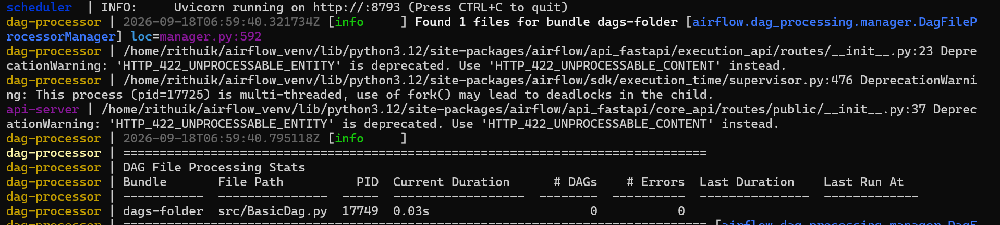 scheduler  | INFO:     Uvicorn running on http://:8793 (Press CTRL+C to quit)
dag-processor | 2026-09-18T06:59:40.321734Z [info     ] Found 1 files for bundle dags-folder [airflow.dag_processing.manager.DagFileP
rocessorManager] loc=manager.py:592
dag-processor | /home/rithuik/airflow_venv/lib/python3.12/site-packages/airflow/api_fastapi/execution_api/routes/__init__.py:23 Depre
cationWarning: 'HTTP_422_UNPROCESSABLE_ENTITY' is deprecated. Use 'HTTP_422_UNPROCESSABLE_CONTENT' instead.
dag-processor | /home/rithuik/airflow_venv/lib/python3.12/site-packages/airflow/sdk/execution_time/supervisor.py:476 DeprecationWarni
ng: This process (pid=17725) is multi-threaded, use of fork() may lead to deadlocks in the child.
api-server | /home/rithuik/airflow_venv/lib/python3.12/site-packages/airflow/api_fastapi/core_api/routes/public/__init__.py:37 Deprec
ationWarning: 'HTTP_422_UNPROCESSABLE_ENTITY' is deprecated. Use 'HTTP_422_UNPROCESSABLE_CONTENT' instead.
dag-processor | 2026-09-18T06:59:40.795118Z [info     ]
dag-processor | ================================================================================
dag-processor | DAG File Processing Stats
dag-processor | Bundle       File Path          PID  Current Duration      # DAGs    # Errors  Last Duration    Last Run At
dag-processor | -----------  ---------------  -----  ------------------  --------  ----------  ---------------  -------------
dag-processor | dags-folder  src/BasicDag.py  17749  0.03s                      0           0
dag-processor | ================================================================================ [airflow.dag_processing.manager.DagF